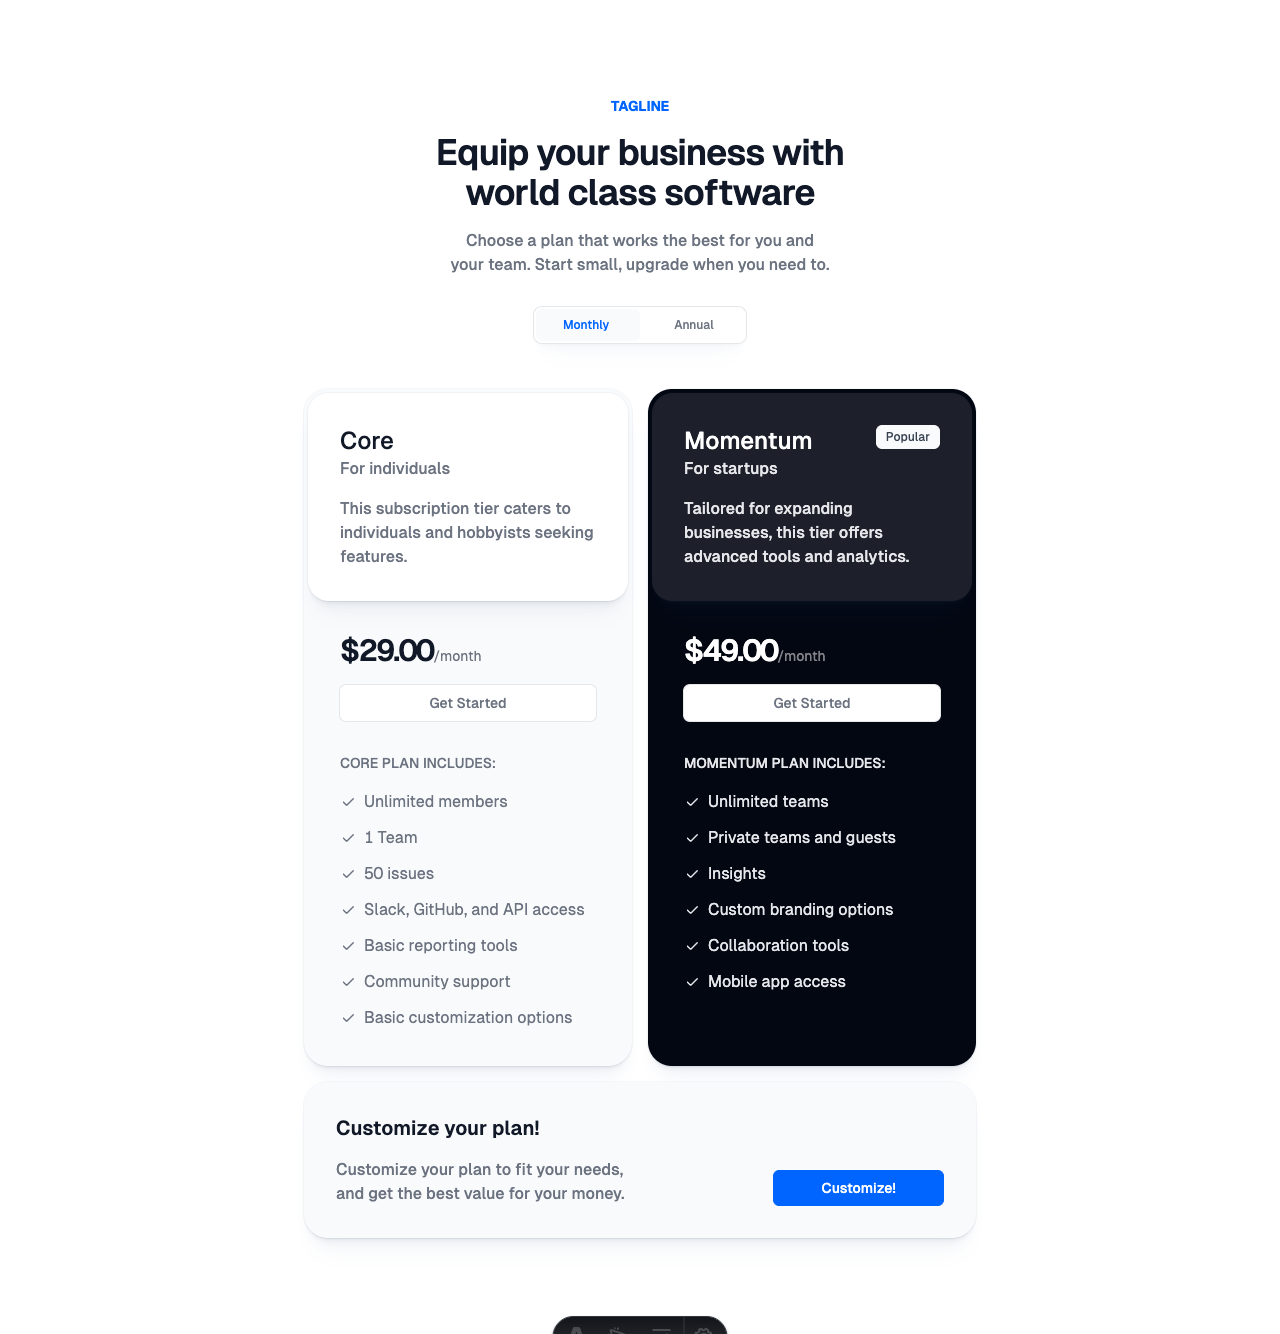 TAGLINE
Equip your business with
world class software
Choose a plan that works the best for you and
your team. Start small, upgrade when you need to.
Monthly
Annual
Core
For individuals
This subscription tier caters to
individuals and hobbyists seeking
features.
$29.00/month
Get Started
CORE PLAN INCLUDES:
Unlimited members
1 Team
50 issues
Slack, GitHub, and API access
Basic reporting tools
Community support
Basic customization options
Momentum
Popular
For startups
Tailored for expanding
businesses, this tier offers
advanced tools and analytics.
$49.00/month
Get Started
MOMENTUM PLAN INCLUDES:
Unlimited teams
Private teams and guests
Insights
Custom branding options
Collaboration tools
Mobile app access
Customize your plan!
Customize your plan to fit your needs,
and get the best value for your money.
Customize!